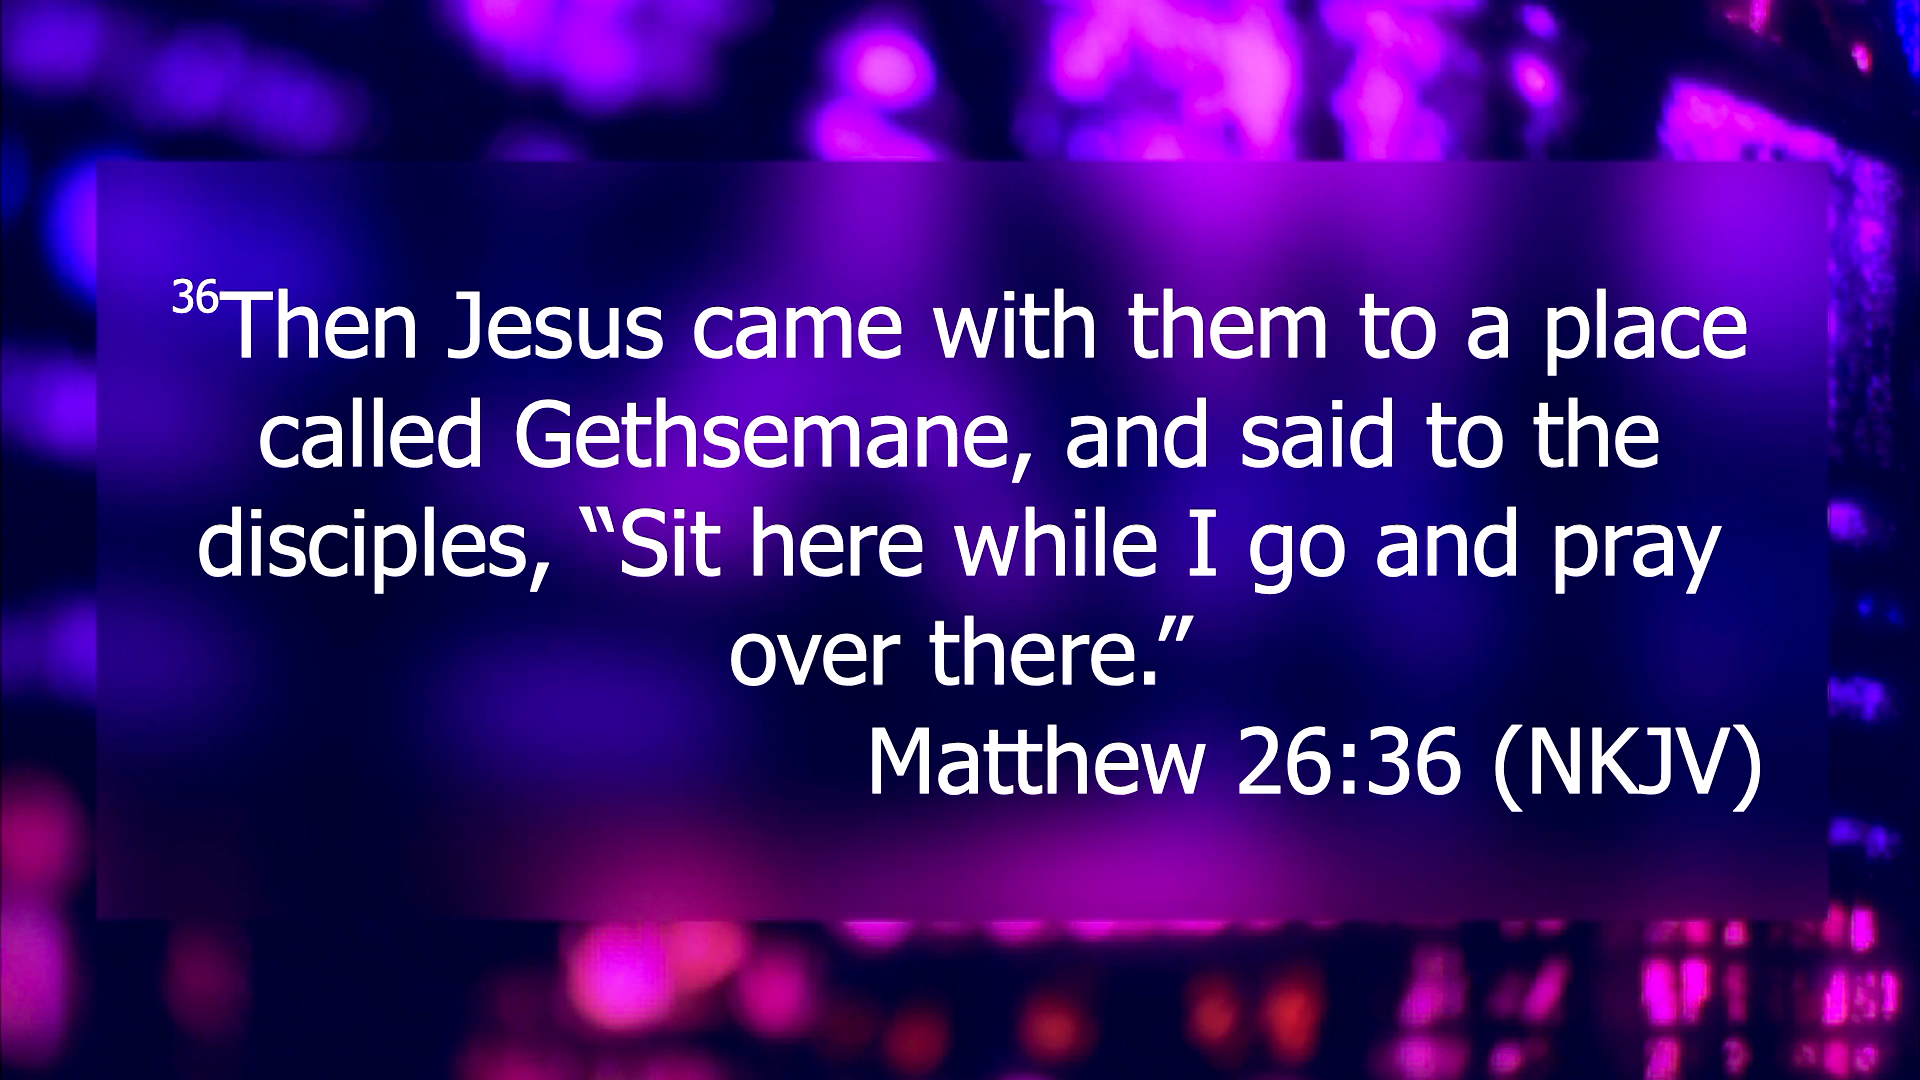 ³⁶Then Jesus came with them to a place
called Gethsemane, and said to the
disciples, “Sit here while I go and pray
over there.”
Matthew 26:36 (NKJV)